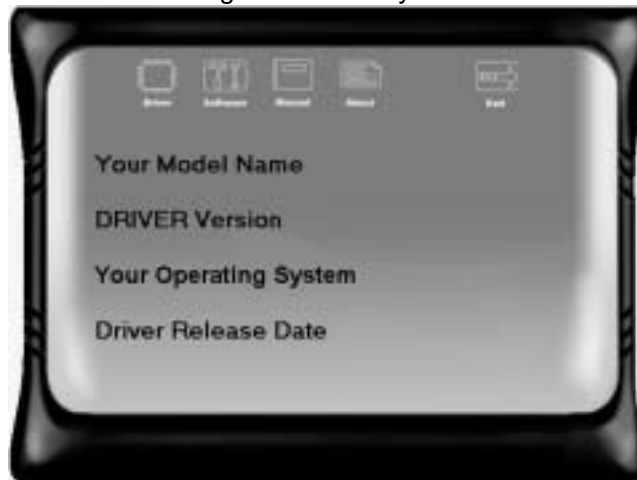 Driver Software Manual About Exit
Your Model Name
DRIVER Version
Your Operating System
Driver Release Date